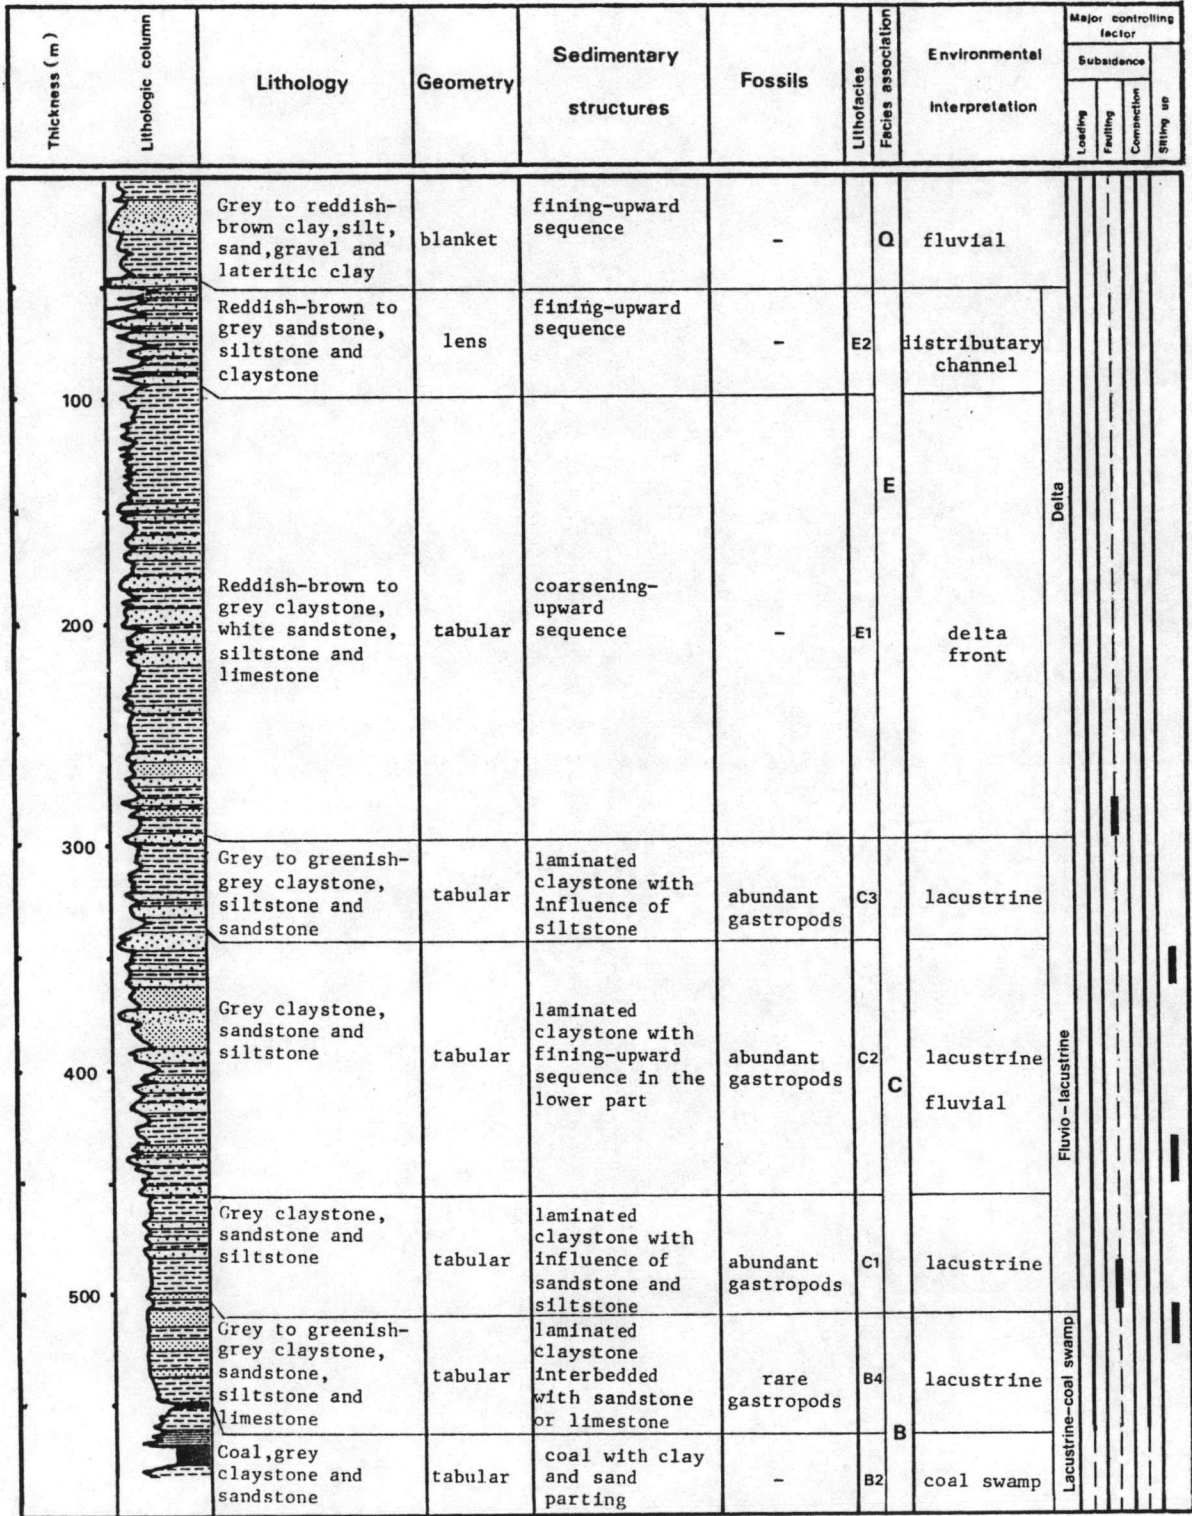 Thickness (m)
Lithologic column
Lithology
Geometry
Sedimentary
structures
Fossils
Lithofacies
Facies association
Environmental
interpretation
Major controlling
factor
Subsidence
Loading
Faulting
Compaction
Silting up
Grey to reddish-
brown clay,silt,
sand,gravel and
lateritic clay
blanket
fining-upward
sequence
-
Q
fluvial
Reddish-brown to
grey sandstone,
siltstone and
claystone
lens
fining-upward
sequence
-
E2
distributary
channel
100
E
Delta
200
Reddish-brown to
grey claystone,
white sandstone,
siltstone and
limestone
tabular
coarsening-
upward
sequence
-
E1
delta
front
300
Grey to greenish-
grey claystone,
siltstone and
sandstone
tabular
laminated
claystone with
influence of
siltstone
abundant
gastropods
C3
lacustrine
Grey claystone,
sandstone and
siltstone
tabular
laminated
claystone with
fining-upward
sequence in the
lower part
abundant
gastropods
C2
lacustrine
fluvial
400
C
Fluvio-lacustrine
Grey claystone,
sandstone and
siltstone
tabular
laminated
claystone with
influence of
sandstone and
siltstone
abundant
gastropods
C1
lacustrine
500
Grey to greenish-
grey claystone,
sandstone,
siltstone and
limestone
tabular
laminated
claystone
interbedded
with sandstone
or limestone
rare
gastropods
B4
lacustrine
B
Lacustrine-coal swamp
Coal,grey
claystone and
sandstone
tabular
coal with clay
and sand
parting
-
B2
coal swamp